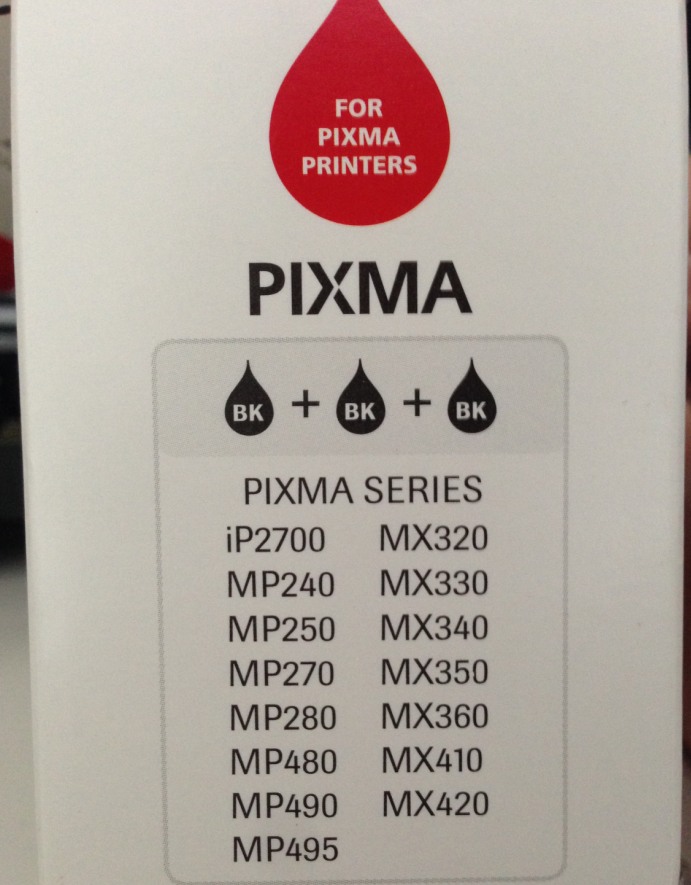 FOR
PIXMA
PRINTERS
PIXMA
BK + BK + BK
PIXMA SERIES
iP2700 MX320
MP240 MX330
MP250 MX340
MP270 MX350
MP280 MX360
MP480 MX410
MP490 MX420
MP495